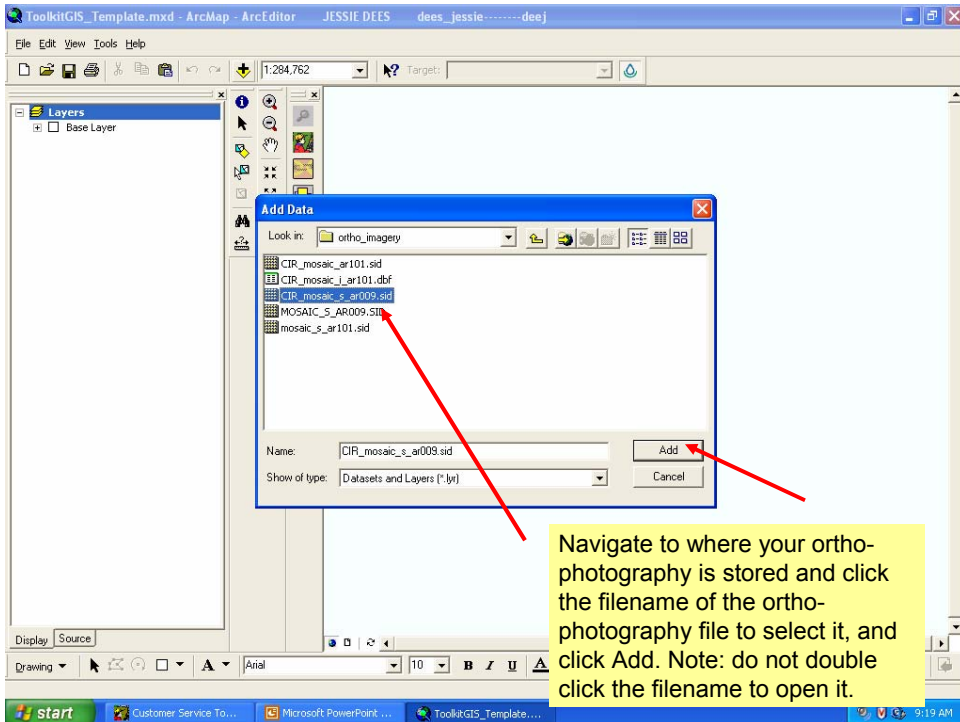 ToolkitGIS_Template.mxd - ArcMap - ArcEditor JESSIE DEES dees_jessie--------deej
File Edit View Tools Help
1:284,762 Target:
Layers
Base Layer
Add Data
Look in: ortho_imagery
CIR_mosaic_ar101.sid
CIR_mosaic_i_ar101.dbf
CIR_mosaic_s_ar009.sid
MOSAIC_S_AR009.SID
mosaic_s_ar101.sid
Name: CIR_mosaic_s_ar009.sid Add
Show of type: Datasets and Layers (*.lyr) Cancel
Navigate to where your ortho-
photography is stored and click
the filename of the ortho-
photography file to select it, and
click Add. Note: do not double
click the filename to open it.
Display Source
Drawing A Arial 10 B I U A
start Customer Service To... Microsoft PowerPoint ... ToolkitGIS_Template.... 9:19 AM